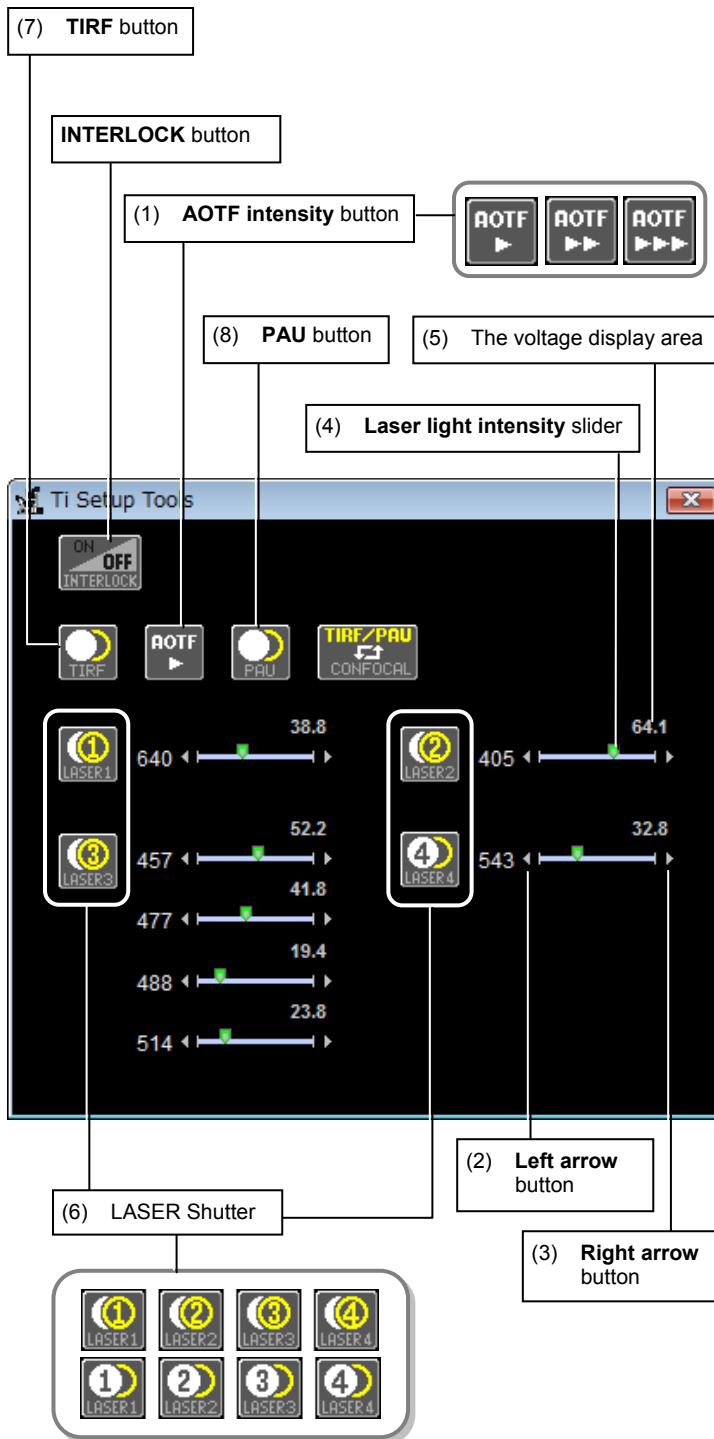 (7) TIRF button
INTERLOCK button
(1) AOTF intensity button
AOTF AOTF AOTF
(8) PAU button
(5) The voltage display area
(4) Laser light intensity slider
Ti Setup Tools
ON
OFF
INTERLOCK
TIRF
AOTF
PAU
TIRF/PAU
CONFOCAL
1
LASER1
640
38.8
2
LASER2
405
64.1
3
LASER3
457
52.2
4
LASER4
543
32.8
477
41.8
488
19.4
514
23.8
(2) Left arrow
button
(6) LASER Shutter
(3) Right arrow
button
1 2 3 4
LASER1 LASER2 LASER3 LASER4
1 2 3 4
LASER1 LASER2 LASER3 LASER4